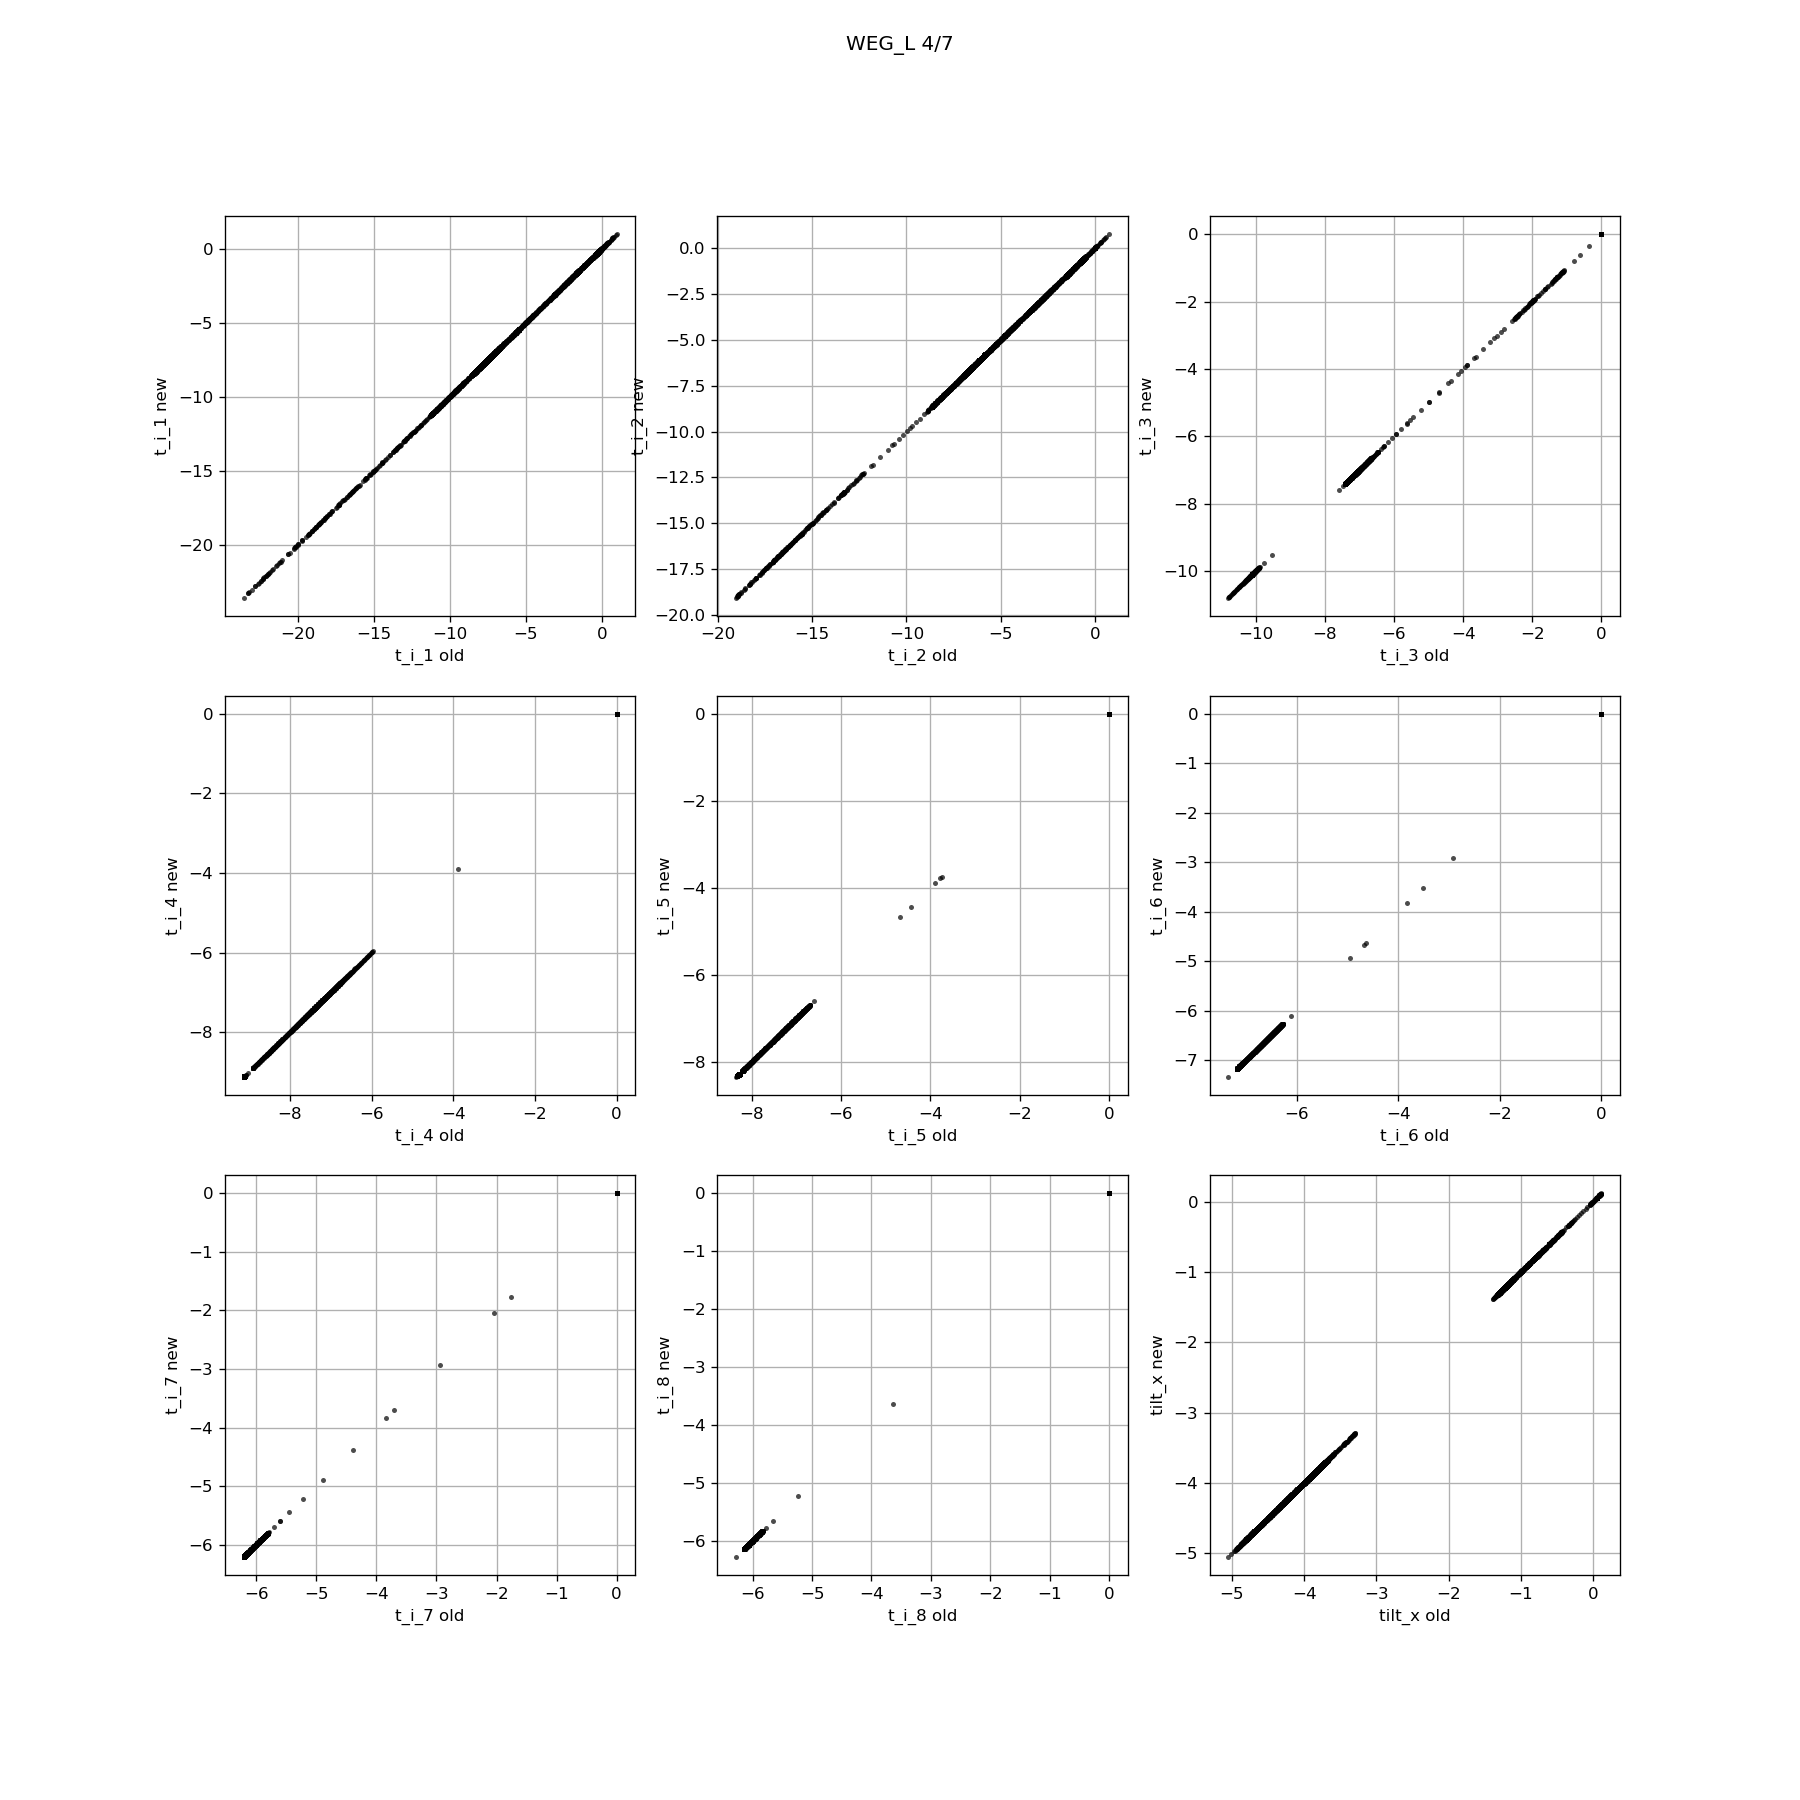 WEG_L 4/7
0
−5
−10
−15
−20
t_i_1 new
−20 −15 −10 −5 0
t_i_1 old
0.0
−2.5
−5.0
−7.5
−10.0
−12.5
−15.0
−17.5
−20.0
t_i_2 new
−20 −15 −10 −5 0
t_i_2 old
0
−2
−4
−6
−8
−10
t_i_3 new
−10 −8 −6 −4 −2 0
t_i_3 old
0
−2
−4
−6
−8
t_i_4 new
−8 −6 −4 −2 0
t_i_4 old
0
−2
−4
−6
−8
t_i_5 new
−8 −6 −4 −2 0
t_i_5 old
0
−1
−2
−3
−4
−5
−6
−7
t_i_6 new
−6 −4 −2 0
t_i_6 old
0
−1
−2
−3
−4
−5
−6
t_i_7 new
−6 −5 −4 −3 −2 −1 0
t_i_7 old
0
−1
−2
−3
−4
−5
−6
t_i_8 new
−6 −5 −4 −3 −2 −1 0
t_i_8 old
0
−1
−2
−3
−4
−5
tilt_x new
−5 −4 −3 −2 −1 0
tilt_x old